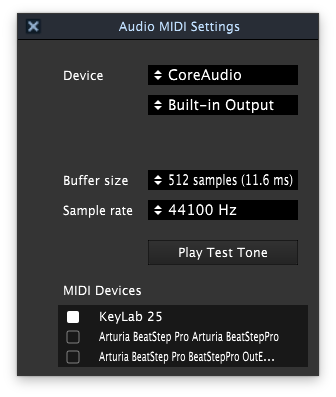 Audio MIDI Settings
Device
CoreAudio
Built-in Output
Buffer size
512 samples (11.6 ms)
Sample rate
44100 Hz
Play Test Tone
MIDI Devices
KeyLab 25
Arturia BeatStep Pro Arturia BeatStepPro
Arturia BeatStep Pro BeatStepPro OutE...